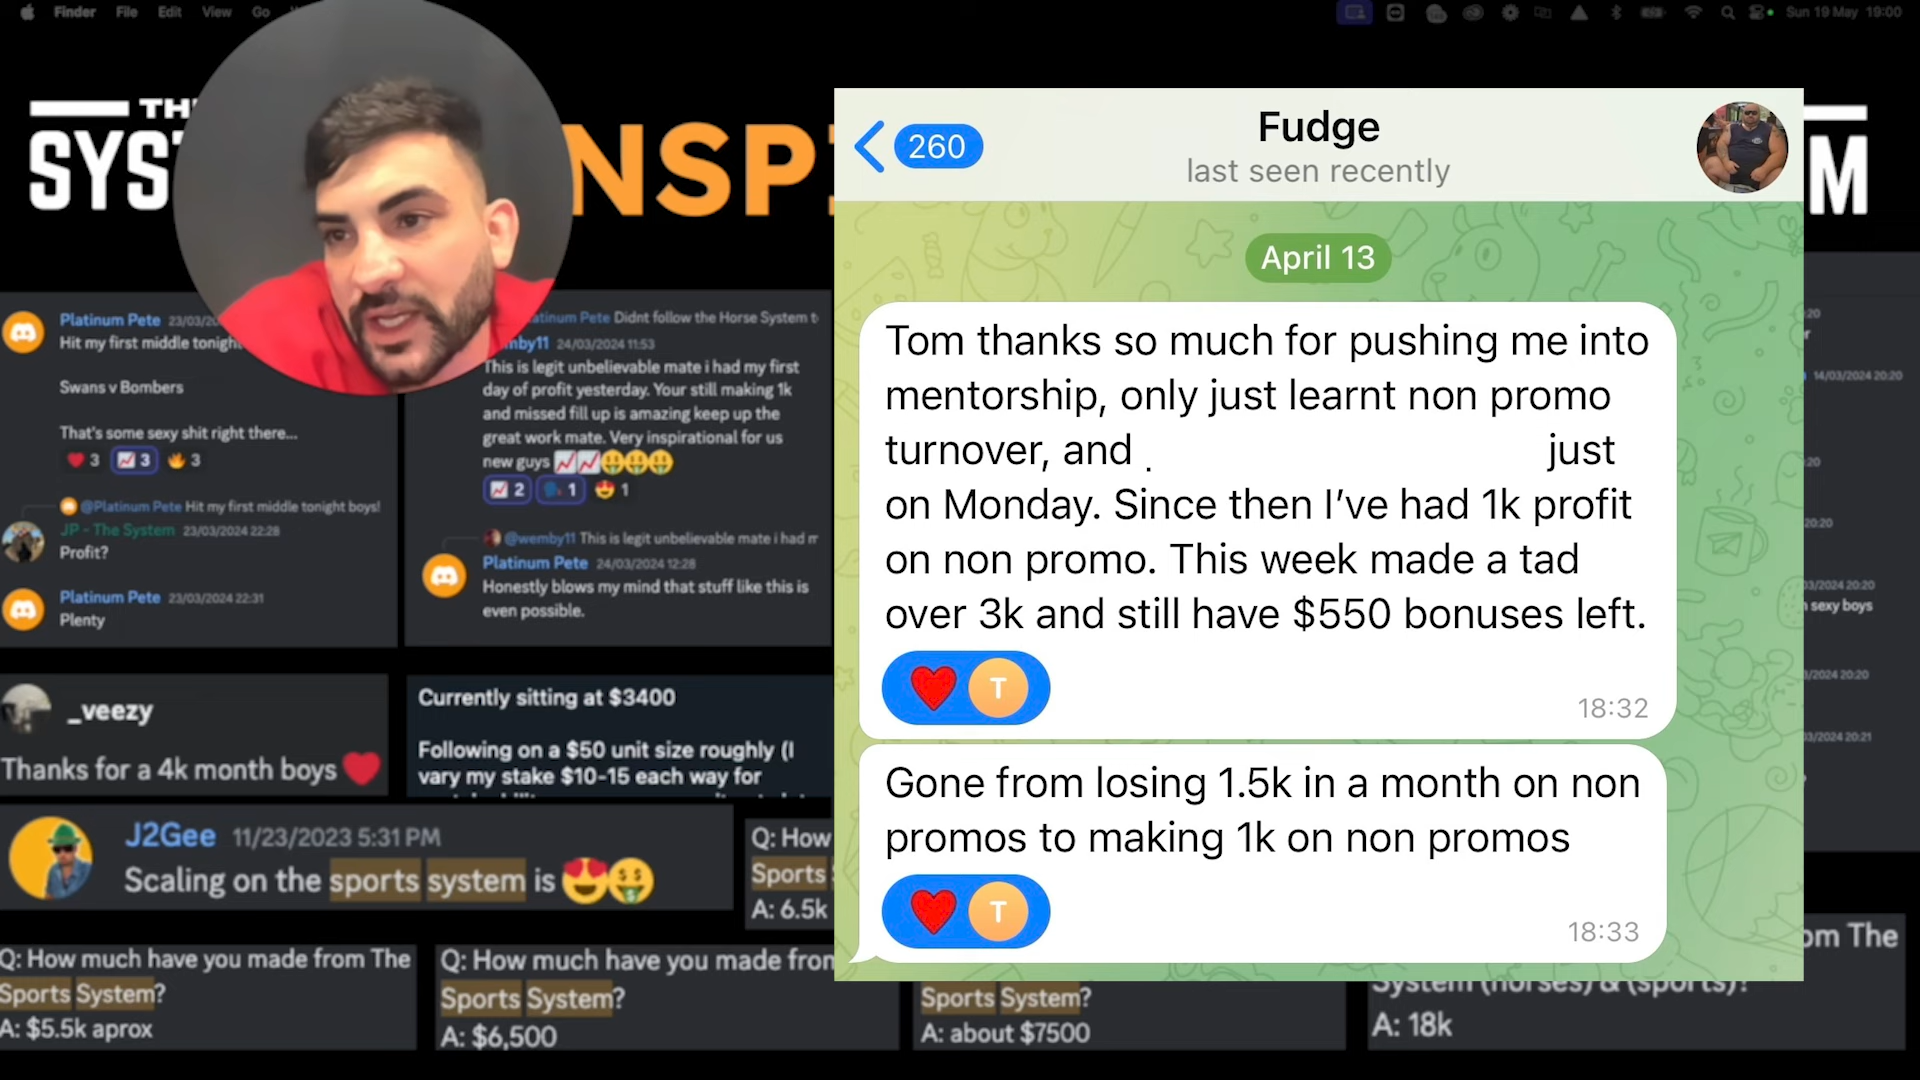 Finder File Edit View Go
Sun 19 May 19:00
THE
SYS
NSP
M
Platinum Pete
Hit my first middle tonight
Swans v Bombers
That's some sexy shit right there...
3 3 3
@Platinum Pete Hit my first middle tonight boys!
JP - The System 23/03/2024 22:28
Profit?
Platinum Pete 23/03/2024 22:31
Plenty
Pete Didnt follow the Horse System
24/03/2024 11:53
This is legit unbelievable mate i had my first
day of profit yesterday. Your still making 1k
and missed fill up is amazing keep up the
great work mate. Very inspirational for us
new guys
2 1 1
@wemby11 This is legit unbelievable mate i had
Platinum Pete 24/03/2024 12:28
Honestly blows my mind that stuff like this is
even possible.
_veezy
Thanks for a 4k month boys
Currently sitting at $3400
Following on a $50 unit size roughly (I
vary my stake $10-15 each way for
J2Gee 11/23/2023 5:31 PM
Scaling on the sports system is
Q: How
Sports
A: 6.5k
Q: How much have you made from The
Sports System?
A: $5.5k aprox
Q: How much have you made from
Sports System?
A: $6,500
Sports System?
A: about $7500
The
System (horses) & (sports)?
A: 18k
14/03/2024 20:20
sexy boys
260
Fudge
last seen recently
April 13
Tom thanks so much for pushing me into
mentorship, only just learnt non promo
turnover, and just
on Monday. Since then I’ve had 1k profit
on non promo. This week made a tad
over 3k and still have $550 bonuses left.
T
18:32
Gone from losing 1.5k in a month on non
promos to making 1k on non promos
T
18:33